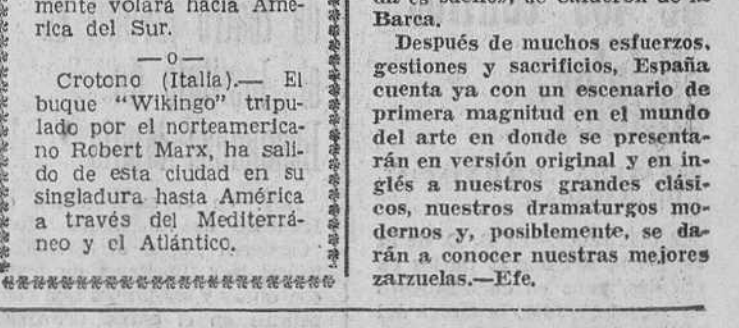 mente volará hacia Amé-
rica del Sur.
—o—
Crotono (Italia).— El
buque "Wikingo" tripu-
lado por el norteamerica-
no Robert Marx, ha sali-
do de esta ciudad en su
singladura hasta América
a través del Mediterrá-
neo y el Atlántico.
de Calderón de la
Barca.
Después de muchos esfuerzos,
gestiones y sacrificios, España
cuenta ya con un escenario de
primera magnitud en el mundo
del arte en donde se presenta-
rán en versión original y en in-
glés a nuestros grandes clási-
cos, nuestros dramaturgos mo-
dernos y, posiblemente, se da-
rán a conocer nuestras mejores
zarzuelas.—Efe.